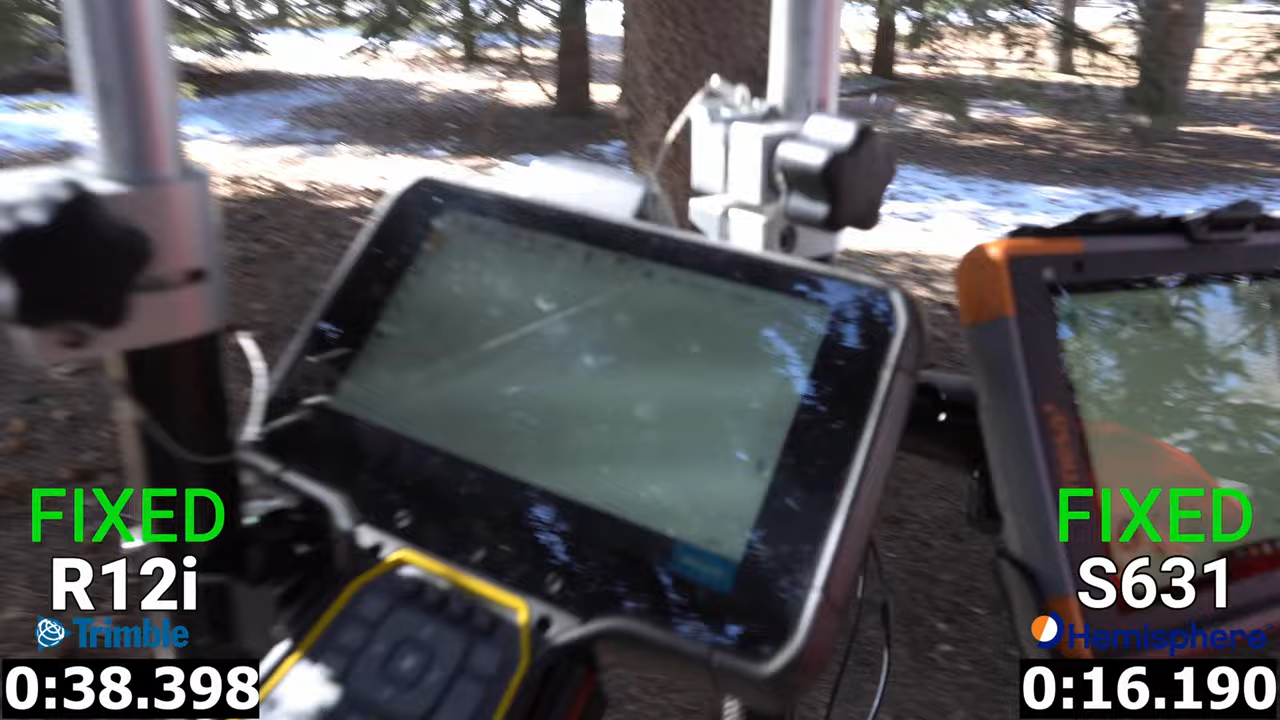 FIXED
R12i
Trimble
0:38.398
FIXED
S631
Hemisphere
0:16.190